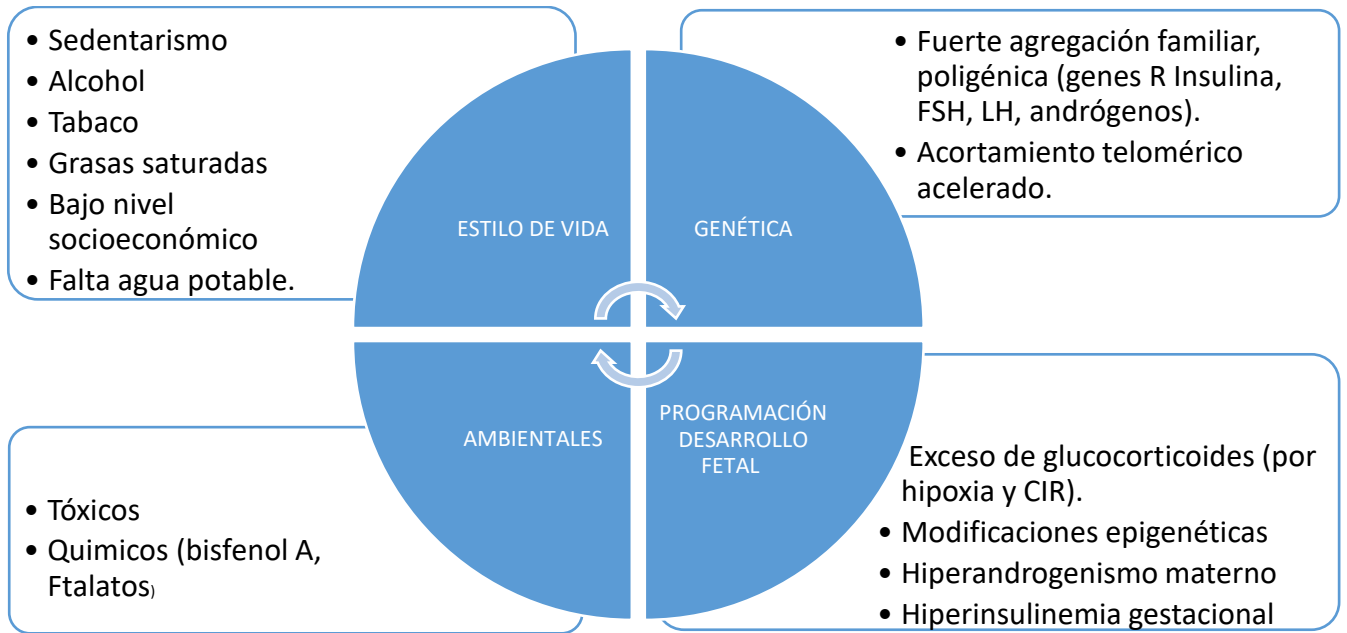 • Sedentarismo
• Alcohol
• Tabaco
• Grasas saturadas
• Bajo nivel
socioeconómico
• Falta agua potable.
• Fuerte agregación familiar,
poligénica (genes R Insulina,
FSH, LH, andrógenos).
• Acortamiento telomérico
acelerado.
ESTILO DE VIDA
GENÉTICA
AMBIENTALES
PROGRAMACIÓN
DESARROLLO
FETAL
• Tóxicos
• Quimicos (bisfenol A,
Ftalatos)
Exceso de glucocorticoides (por
hipoxia y CIR).
• Modificaciones epigenéticas
• Hiperandrogenismo materno
• Hiperinsulinemia gestacional